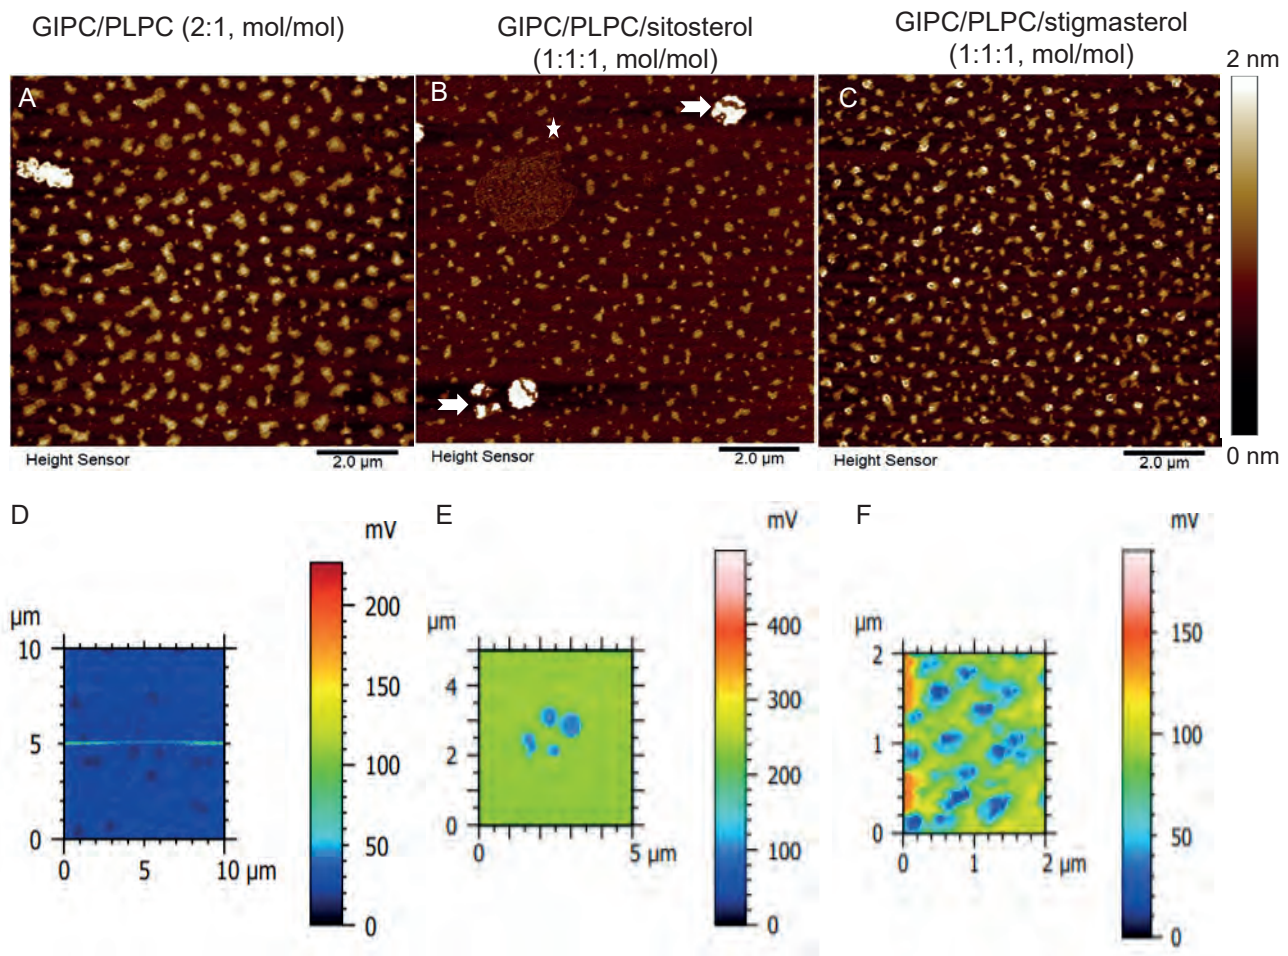 GIPC/PLPC (2:1, mol/mol)
GIPC/PLPC/sitosterol
(1:1:1, mol/mol)
GIPC/PLPC/stigmasterol
(1:1:1, mol/mol)
2 nm
A
B
C
0 nm
Height Sensor
2.0 µm
Height Sensor
2.0 µm
Height Sensor
2.0 µm
D
mV
200
150
100
50
0
µm
10
5
0
0 5 10 µm
E
mV
400
300
200
100
0
µm
4
2
0
0 5 µm
F
mV
150
100
50
0
µm
2
1
0
0 1 2 µm